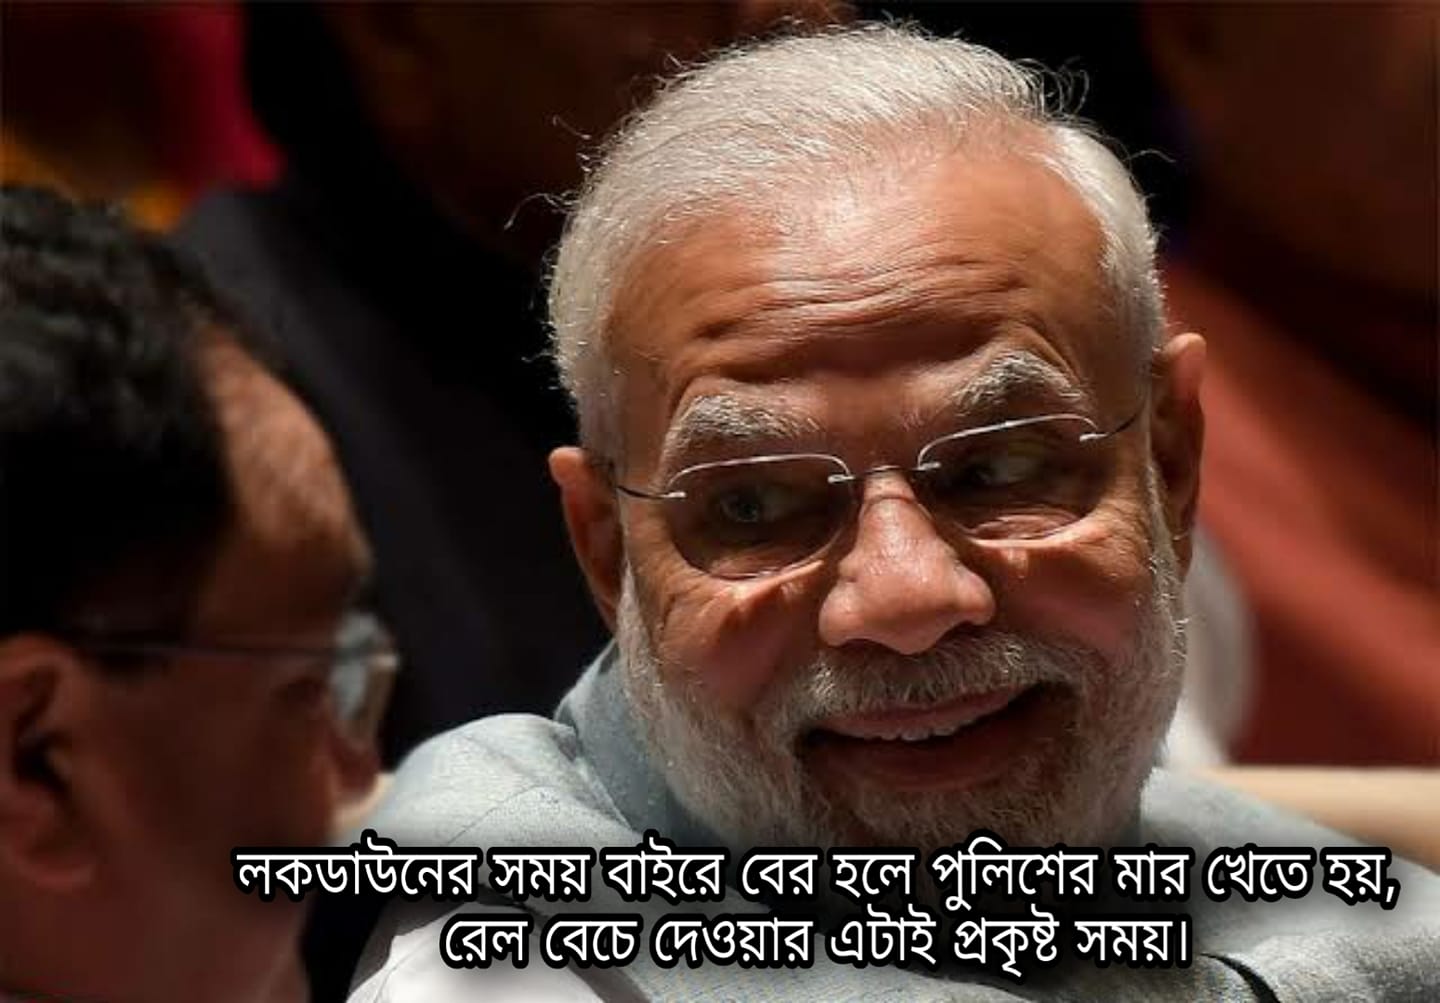 লকডাউনের সময় বাইরে বের হলে পুলিশের মার খেতে হয়,
রেল বেচে দেওয়ার এটাই প্রকৃষ্ট সময়।